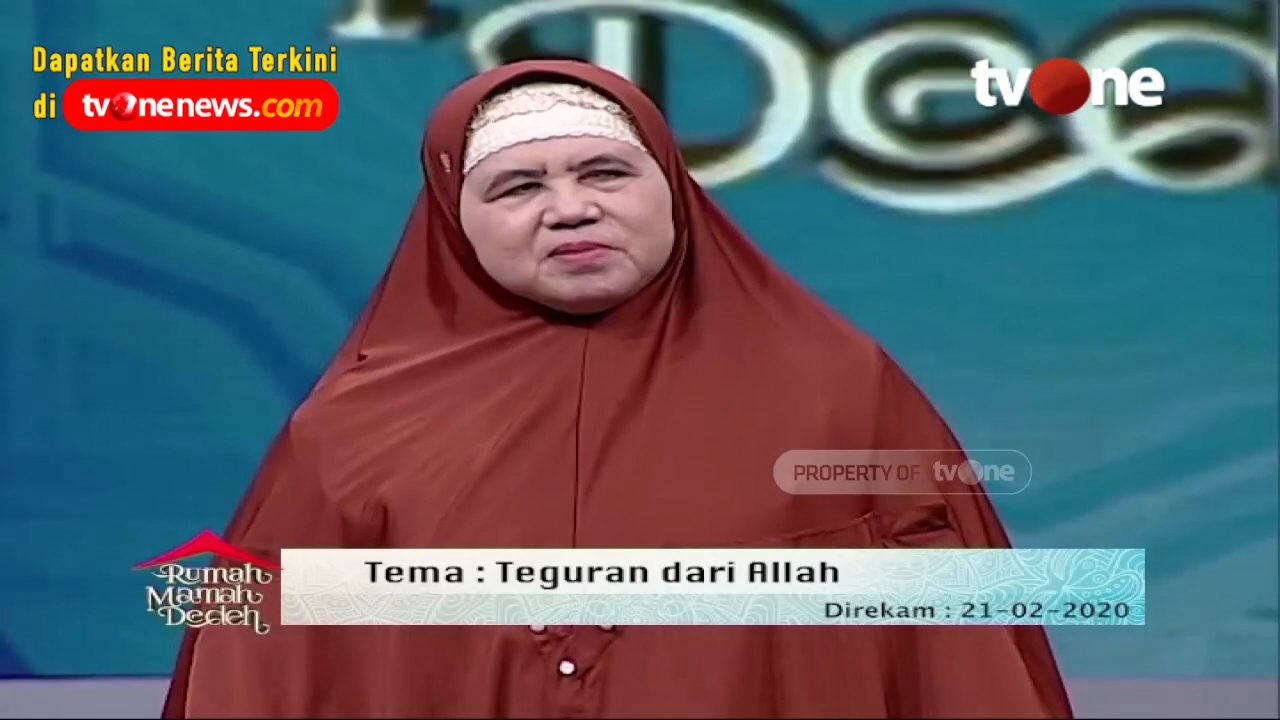 Dapatkan Berita Terkini
di tvonenews.com
tvOne
Dedeh
PROPERTY OF tvOne
Rumah
Mamah
Dedeh
Tema : Teguran dari Allah
Direkam : 21-02-2020